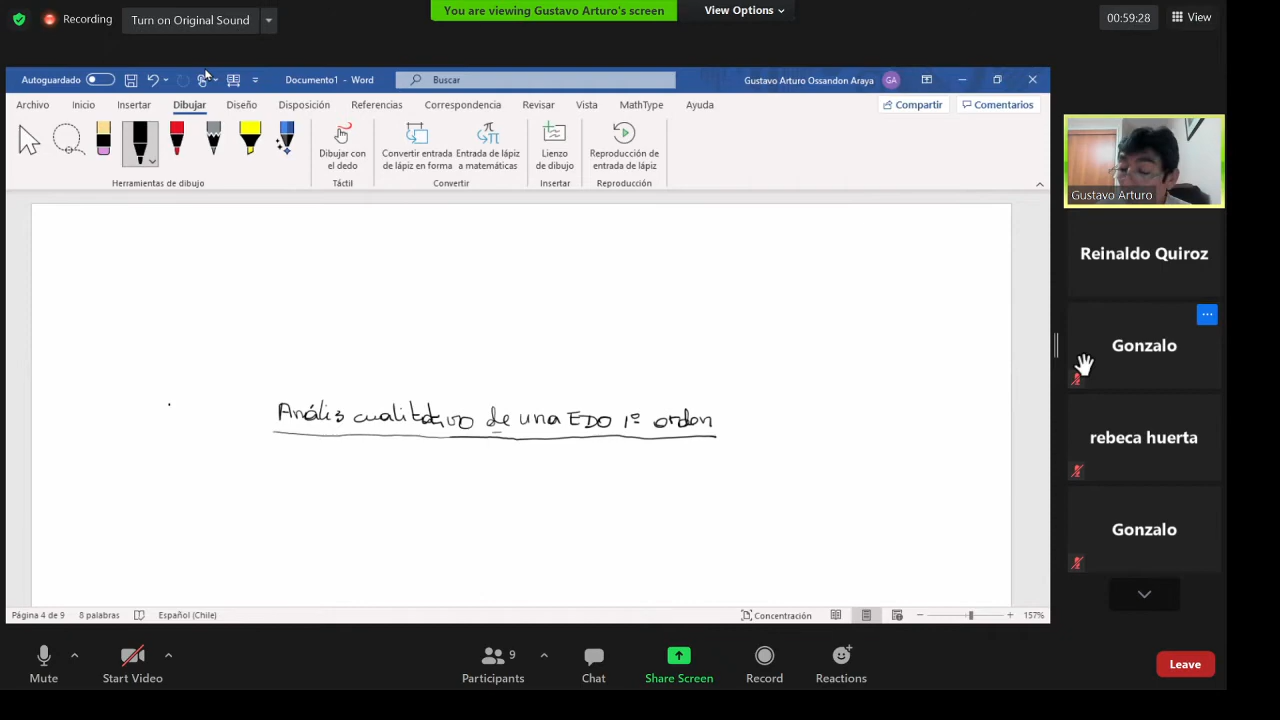 You are viewing Gustavo Arturo's screen
View Options
Recording
Turn on Original Sound
00:59:28
View
Autoguardado
Documento1 - Word
Buscar
Gustavo Arturo Ossandon Araya
GA
Archivo
Inicio
Insertar
Dibujar
Diseño
Disposición
Referencias
Correspondencia
Revisar
Vista
MathType
Ayuda
Compartir
Comentarios
Dibujar con
el dedo
Convertir entrada
de lápiz en forma
Entrada de lápiz
a matemáticas
Lienzo
de dibujo
Reproducción de
entrada de lápiz
Herramientas de dibujo
Táctil
Convertir
Insertar
Reproducción
Anális cualitativo de una EDO 1º orden
Página 4 de 9
8 palabras
Español (Chile)
Concentración
157%
Gustavo Arturo
Reinaldo Quiroz
Gonzalo
rebeca huerta
Gonzalo
Mute
Start Video
9
Participants
Chat
Share Screen
Record
Reactions
Leave